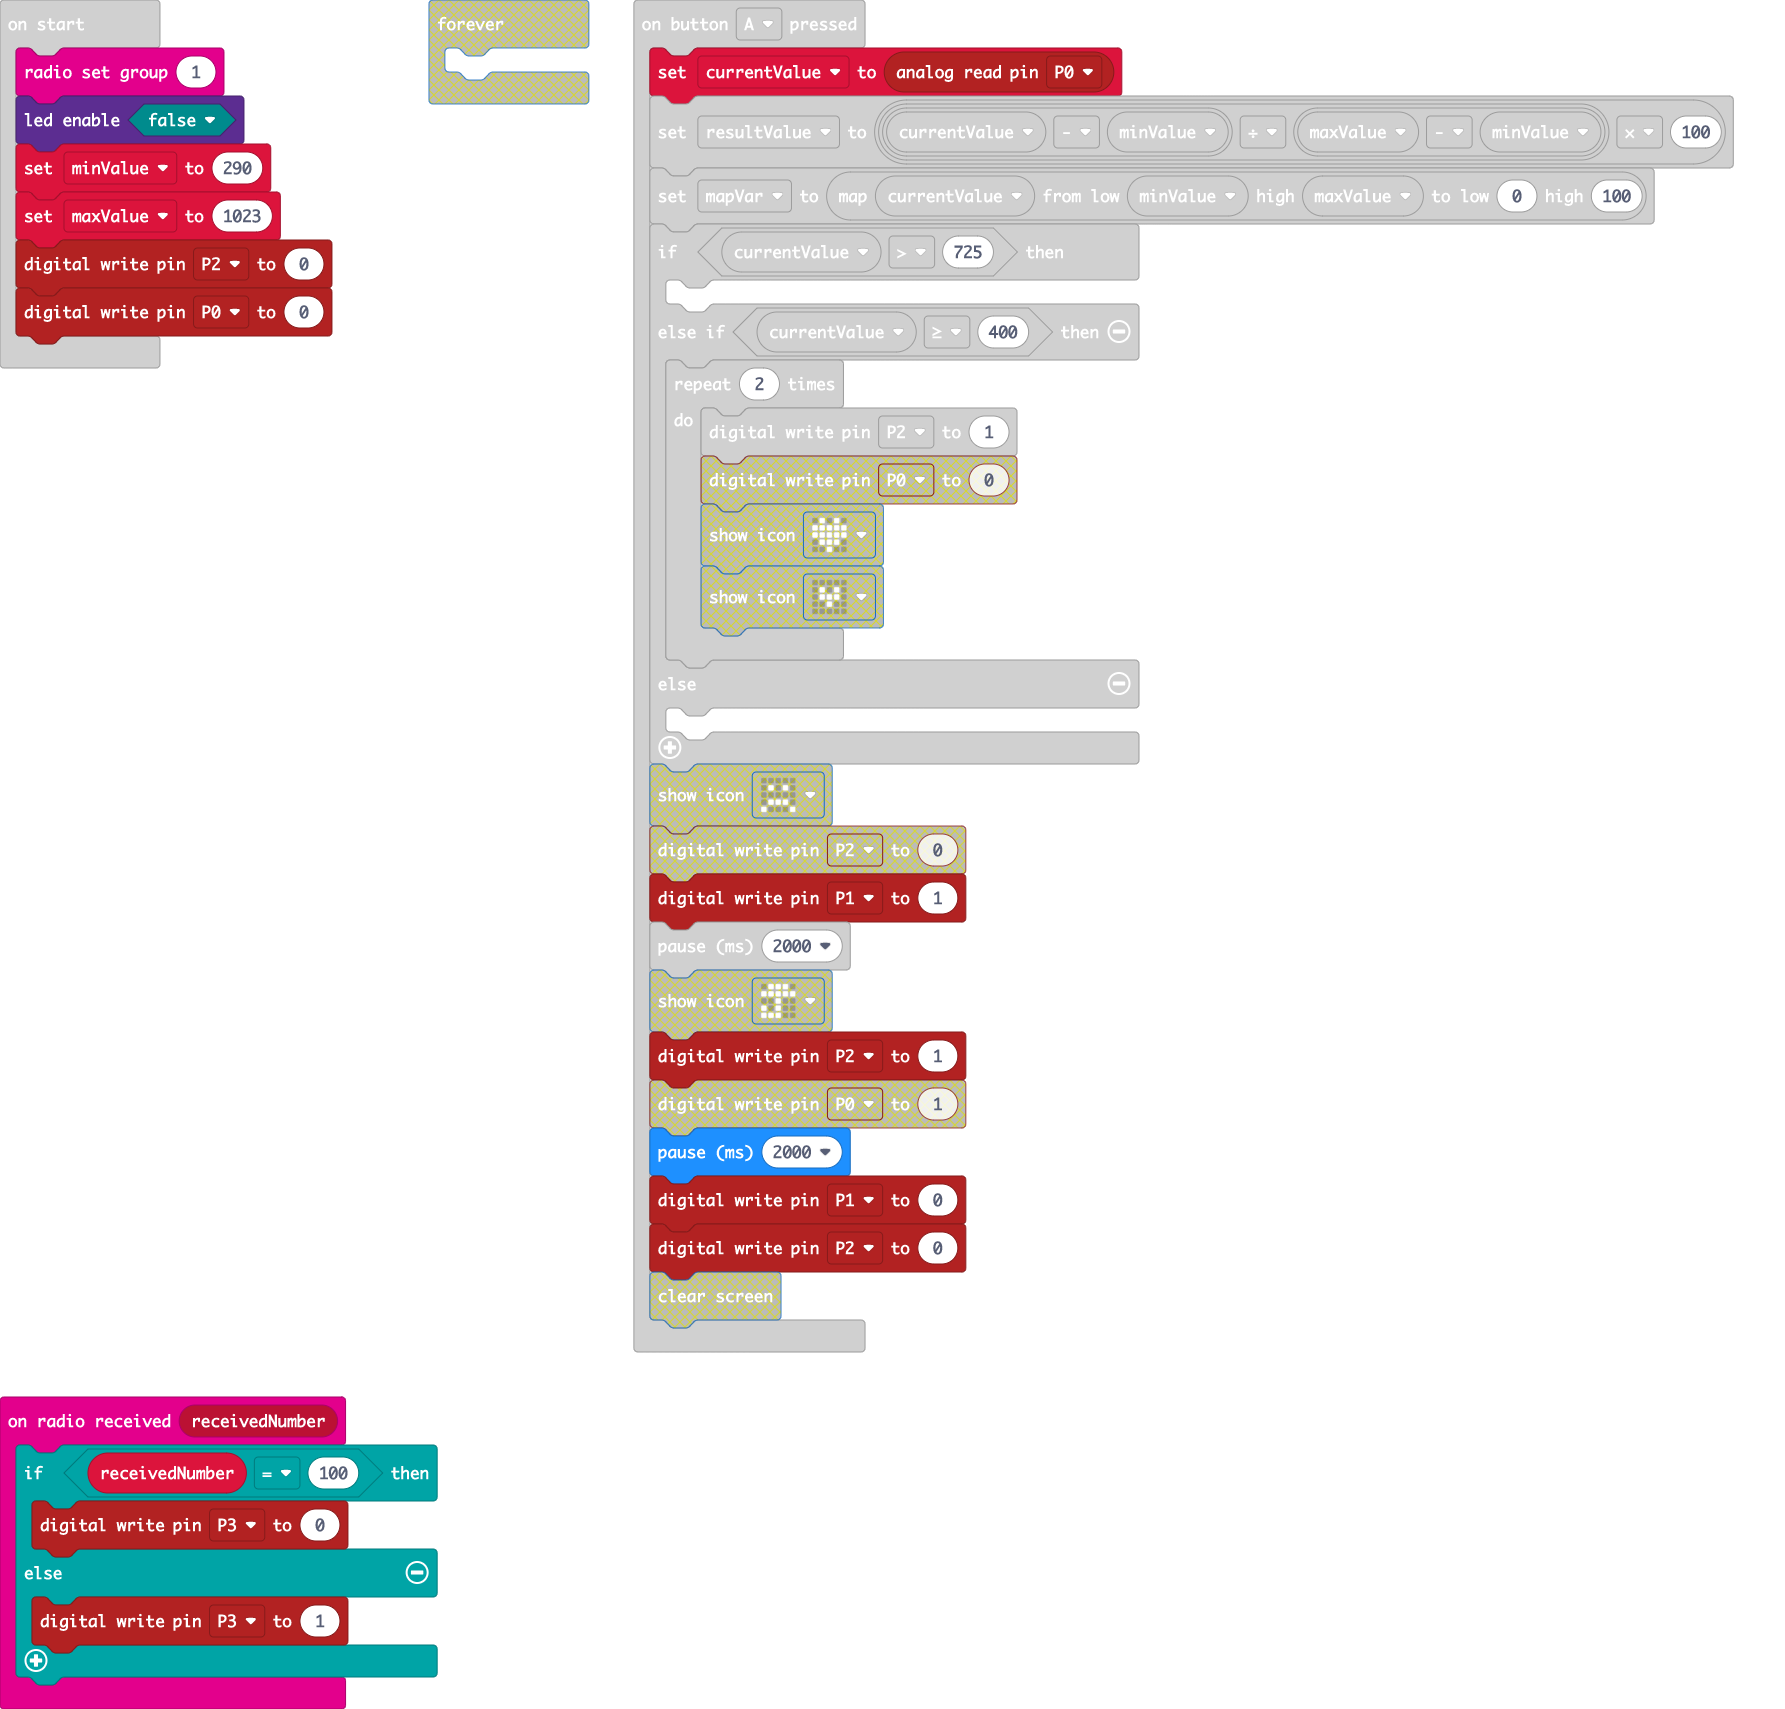 on start
radio set group 1
led enable false
set minValue to 290
set maxValue to 1023
digital write pin P2 to 0
digital write pin P0 to 0
forever
on button A pressed
set currentValue to analog read pin P0
set resultValue to currentValue - minValue ÷ maxValue - minValue × 100
set mapVar to map currentValue from low minValue high maxValue to low 0 high 100
if currentValue > 725 then
else if currentValue ≥ 400 then
repeat 2 times
do
digital write pin P2 to 1
digital write pin P0 to 0
show icon
show icon
else
show icon
digital write pin P2 to 0
digital write pin P1 to 1
pause (ms) 2000
show icon
digital write pin P2 to 1
digital write pin P0 to 1
pause (ms) 2000
digital write pin P1 to 0
digital write pin P2 to 0
clear screen
on radio received receivedNumber
if receivedNumber = 100 then
digital write pin P3 to 0
else
digital write pin P3 to 1